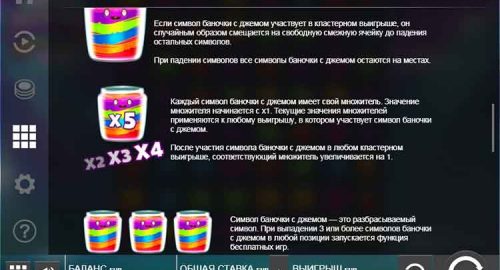 Если символ баночки с джемом участвует в кластерном выигрыше, он
случайным образом смещается на свободную смежную ячейку до падения
остальных символов.
При падении символов все символы баночки с джемом остаются на местах.
x5
x2 x3 x4
Каждый символ баночки с джемом имеет свой множитель. Значение
множителя начинается с x1. Текущие значения множителей
применяются к любому выигрышу, в котором участвует символ баночки
с джемом.
После участия символа баночки с джемом в любом кластерном
выигрыше, соответствующий множитель увеличивается на 1.
Символ баночки с джемом — это разбрасываемый
символ. При выпадении 3 или более символов баночки
с джемом в любой позиции запускается функция
бесплатных игр.
БАЛАНС EUR ОБЩАЯ СТАВКА EUR ВЫИГРЫШ EUR